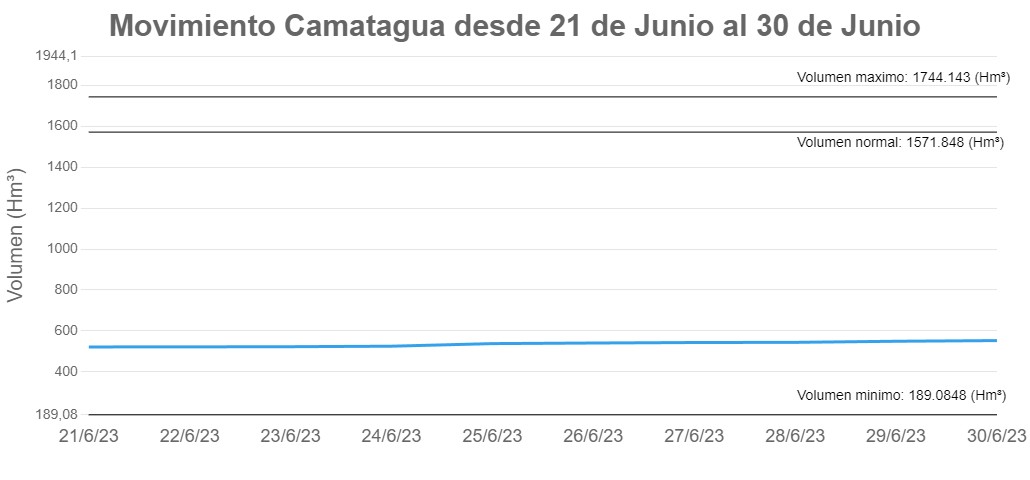 Movimiento Camatagua desde 21 de Junio al 30 de Junio
1944,1
Volumen maximo: 1744.143 (Hm³)
1800
1600
Volumen normal: 1571.848 (Hm³)
1400
1200
1000
800
600
400
Volumen minimo: 189.0848 (Hm³)
189,08
Volumen (Hm³)
21/6/23 22/6/23 23/6/23 24/6/23 25/6/23 26/6/23 27/6/23 28/6/23 29/6/23 30/6/23